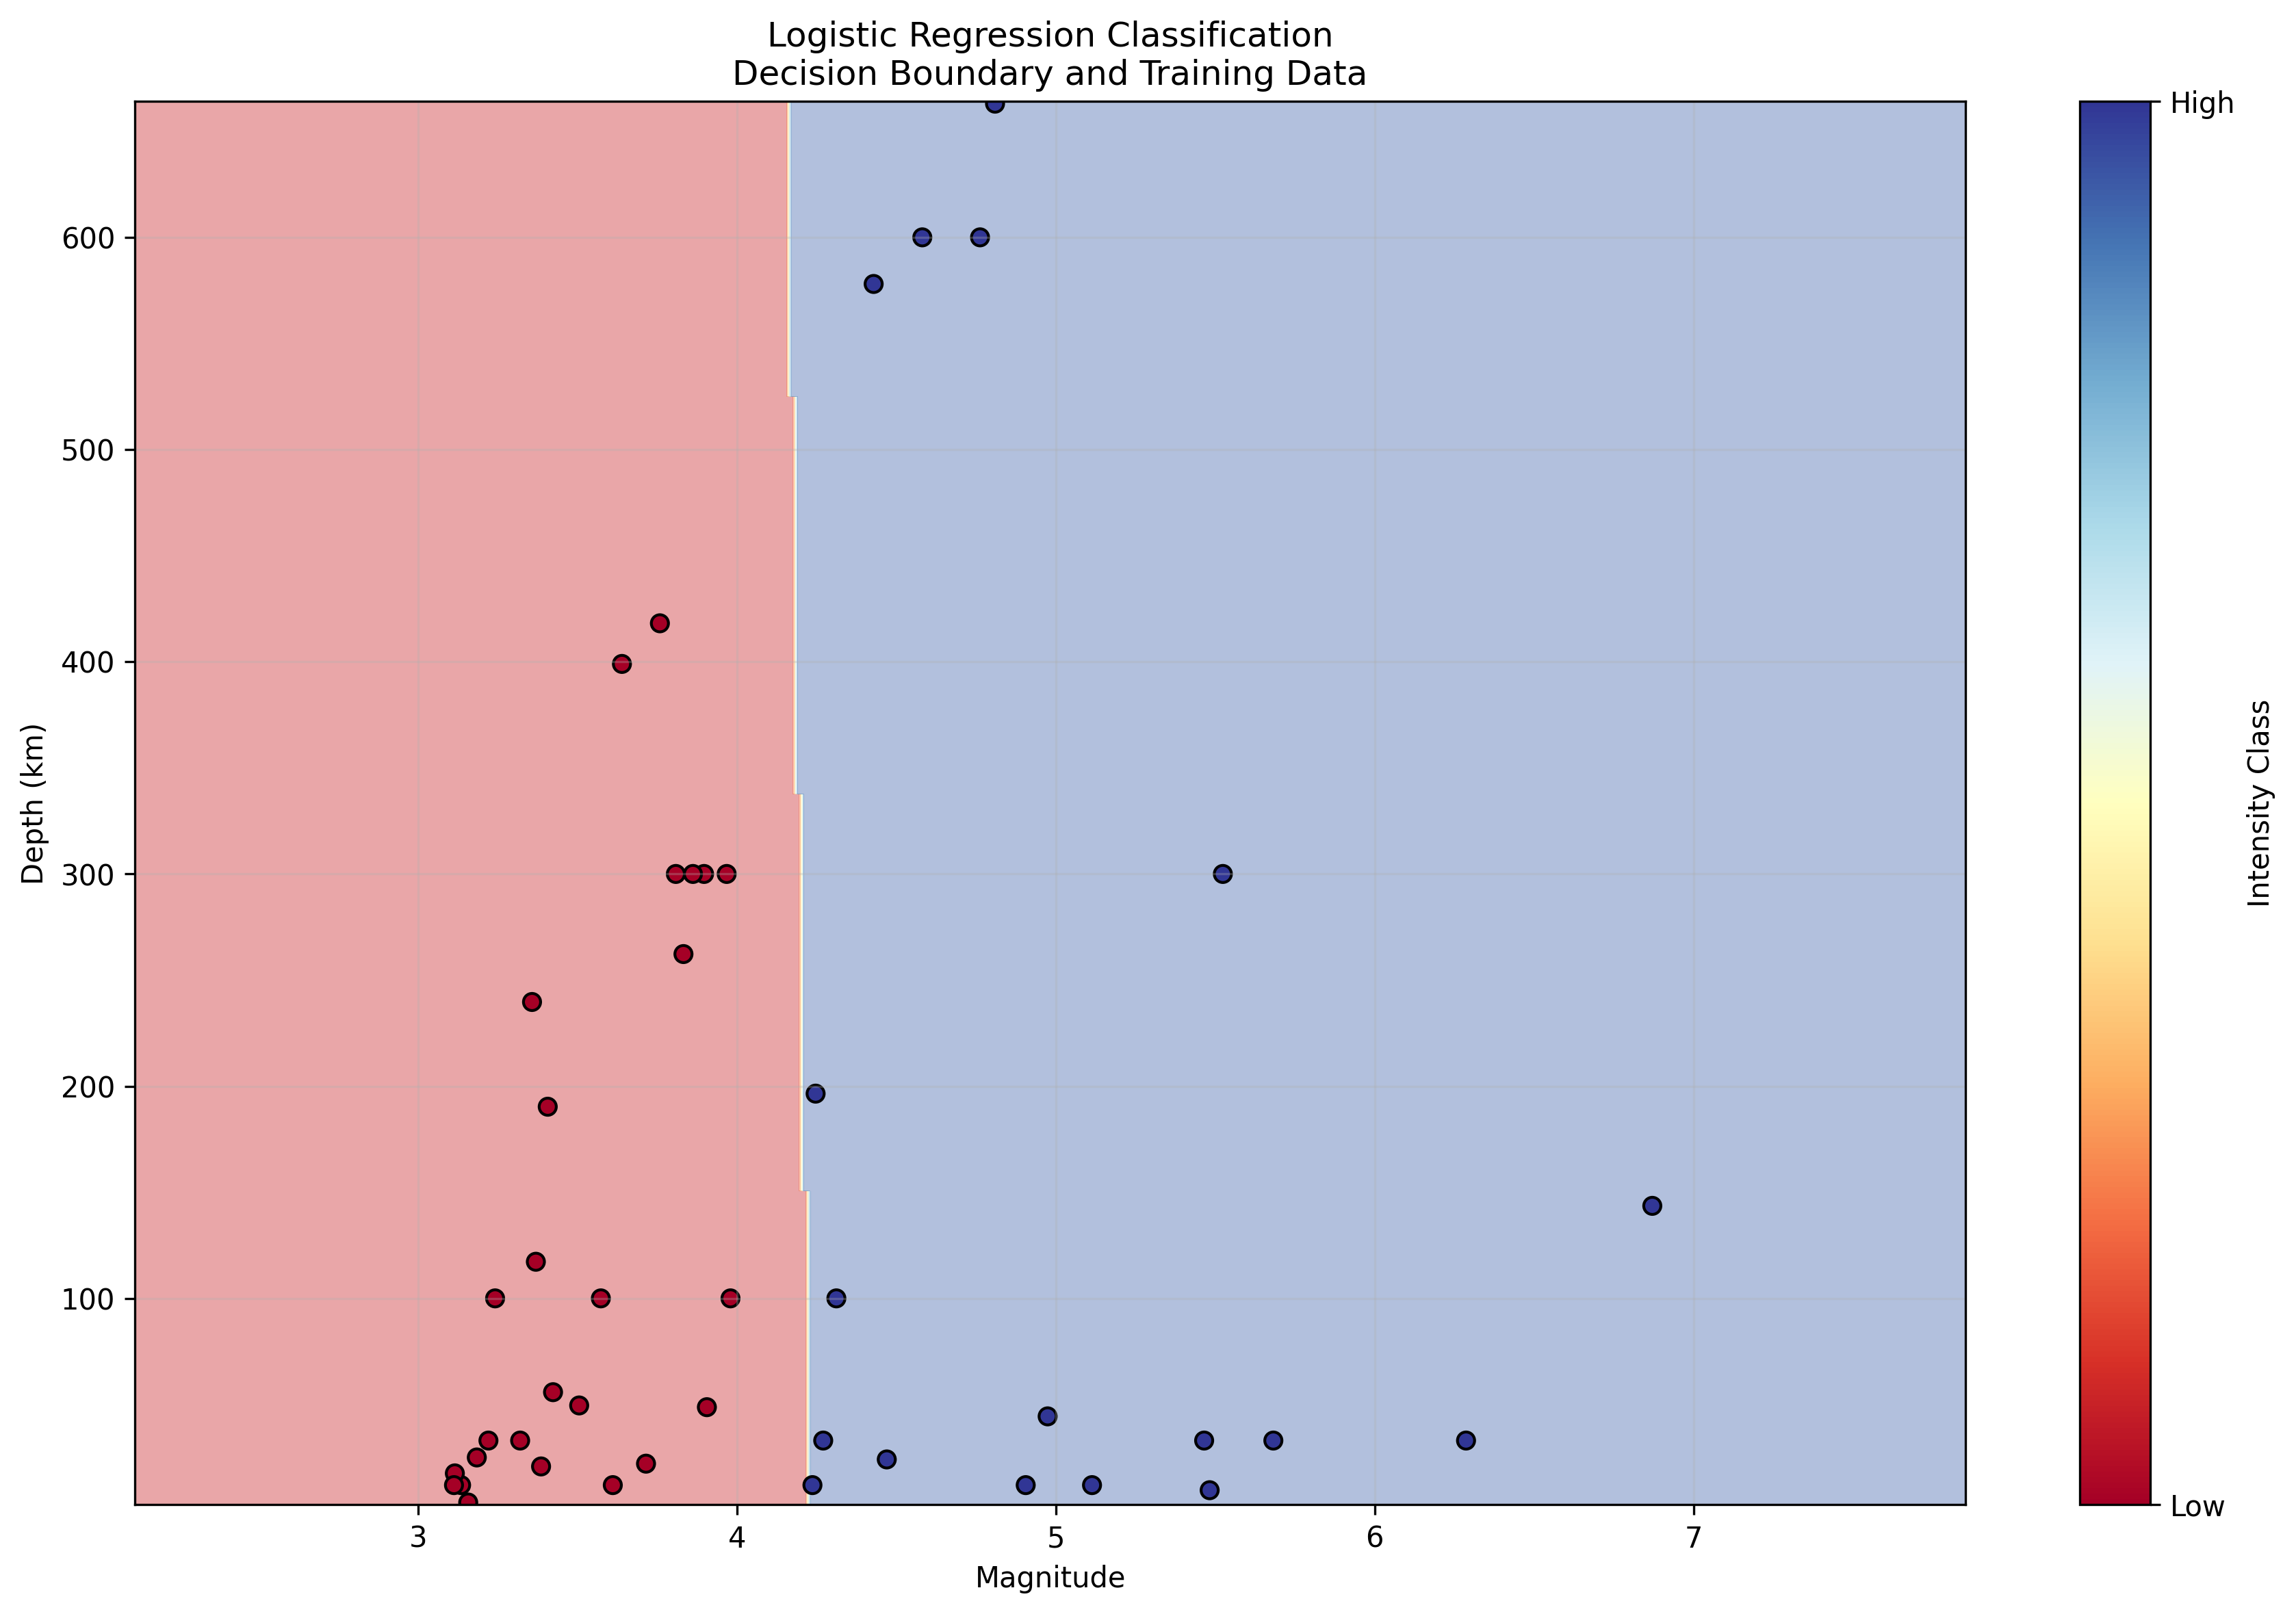 Logistic Regression Classification
Decision Boundary and Training Data
Depth (km)
600
500
400
300
200
100
3 4 5 6 7
Magnitude
High
Low
Intensity Class